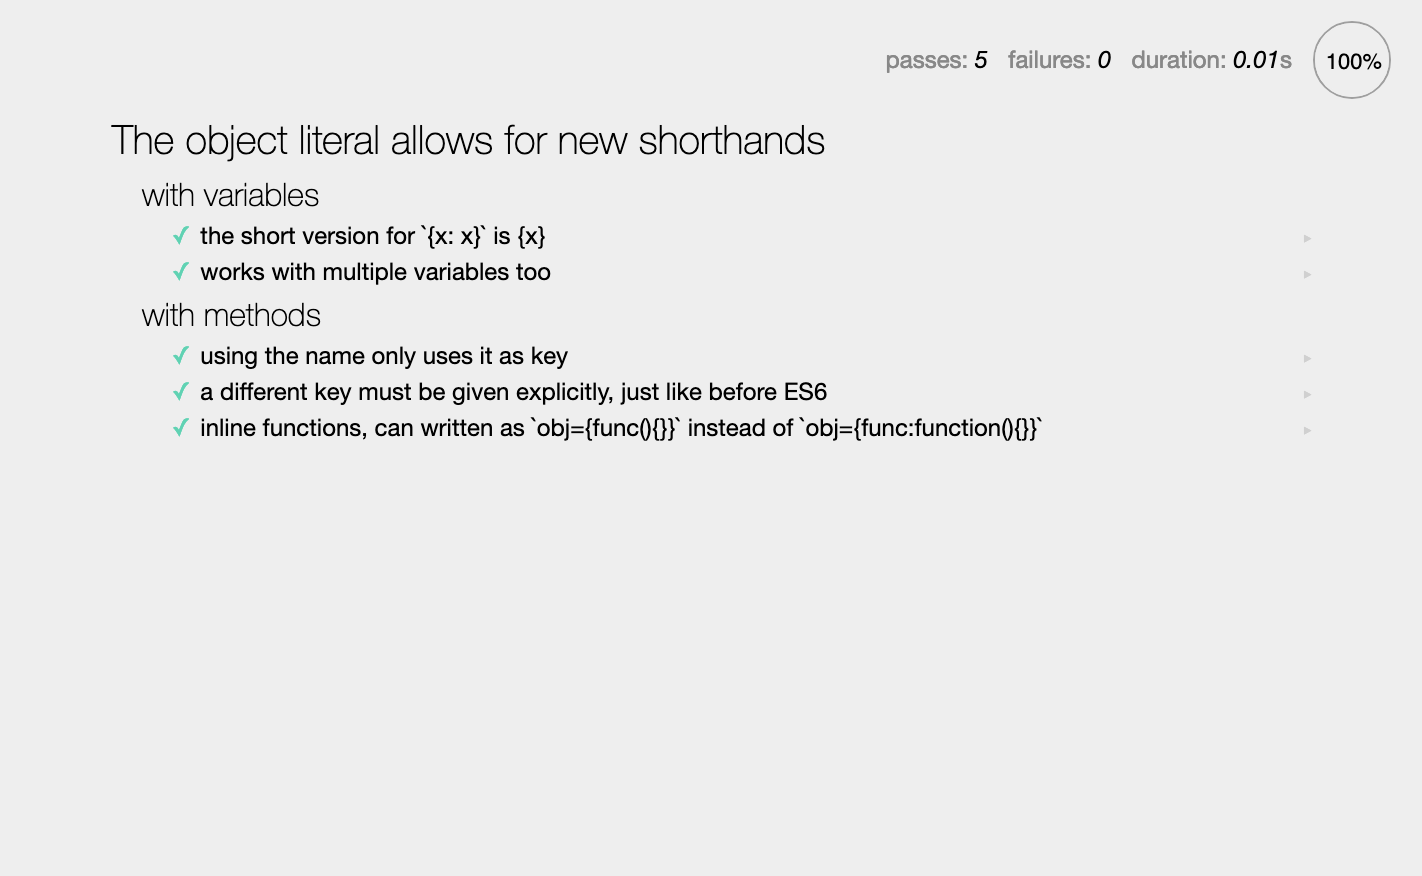 passes: 5 failures: 0 duration: 0.01s 100%
The object literal allows for new shorthands
with variables
✓ the short version for `{x: x}` is {x}
✓ works with multiple variables too
with methods
✓ using the name only uses it as key
✓ a different key must be given explicitly, just like before ES6
✓ inline functions, can written as `obj={func(){}}` instead of `obj={func:function(){}}`